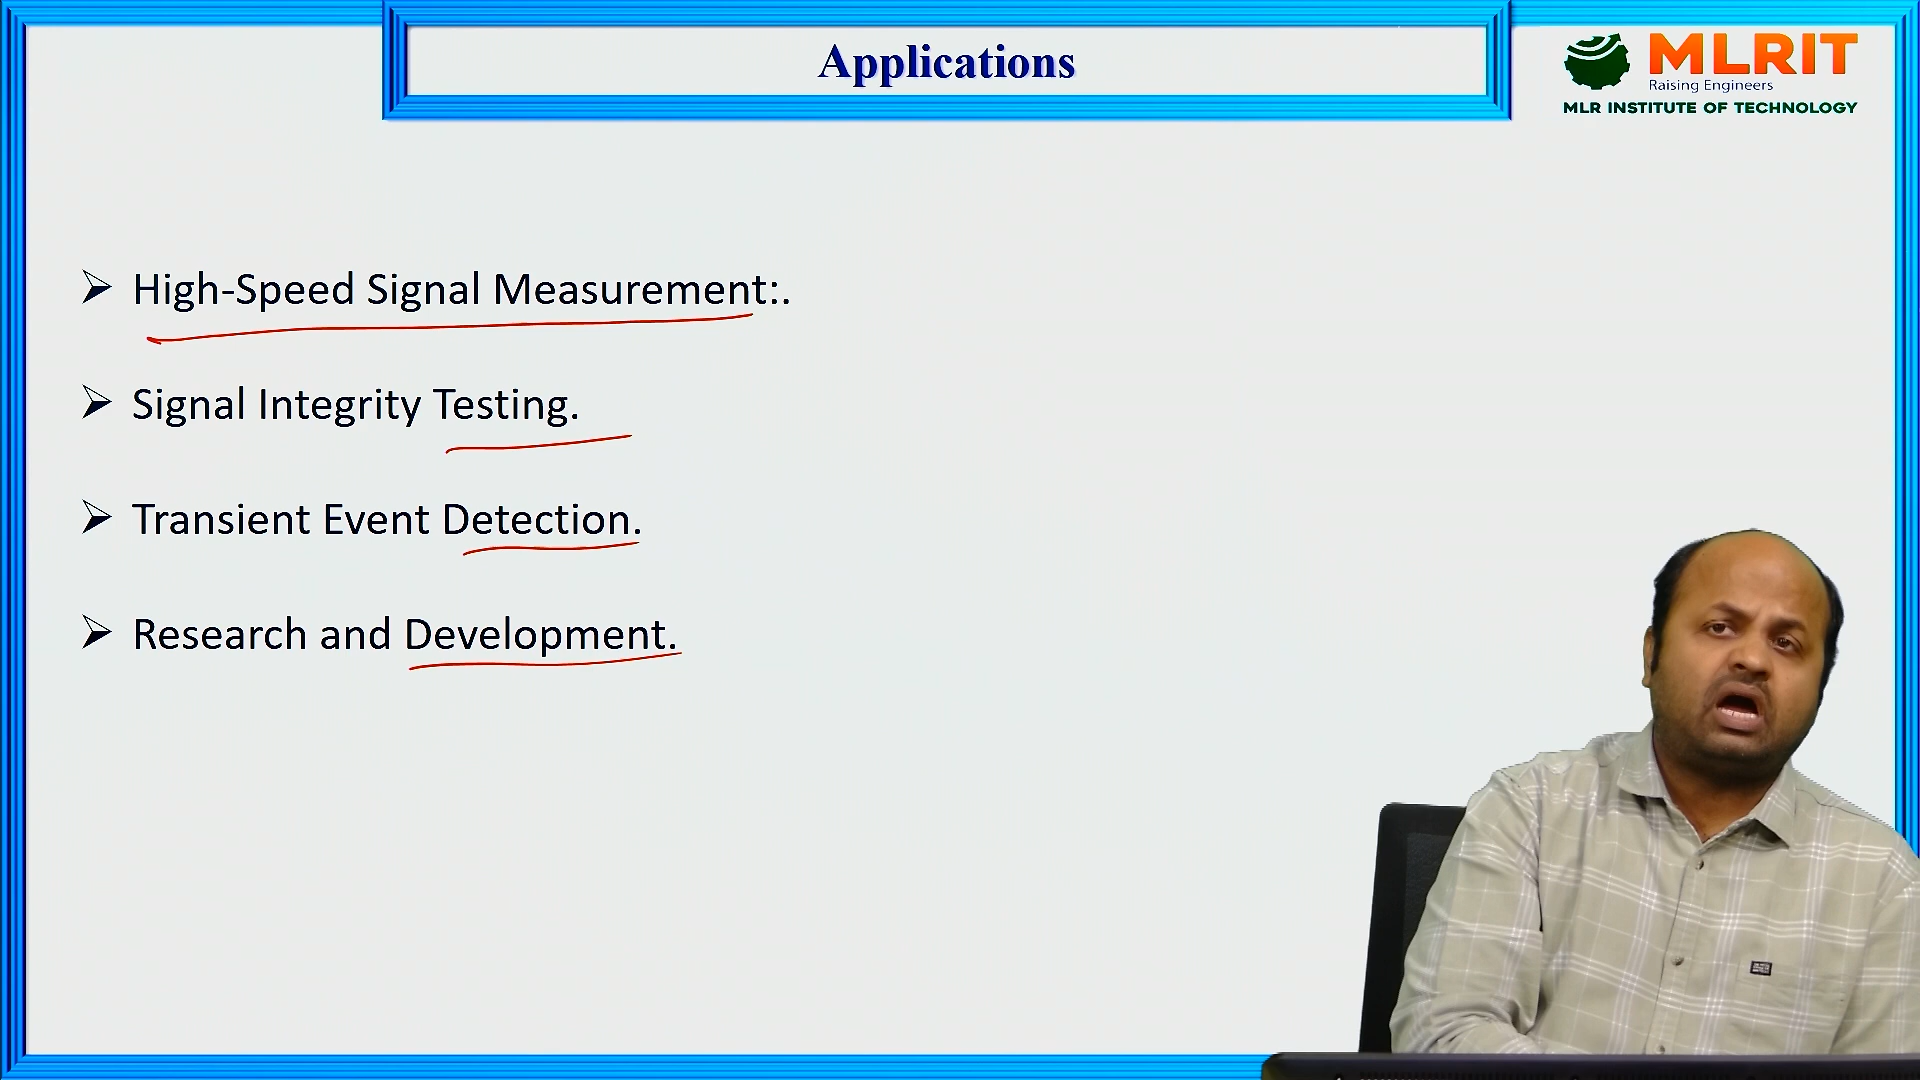 Applications
MLRIT
Raising Engineers
MLR INSTITUTE OF TECHNOLOGY
➢ High-Speed Signal Measurement:.
➢ Signal Integrity Testing.
➢ Transient Event Detection.
➢ Research and Development.